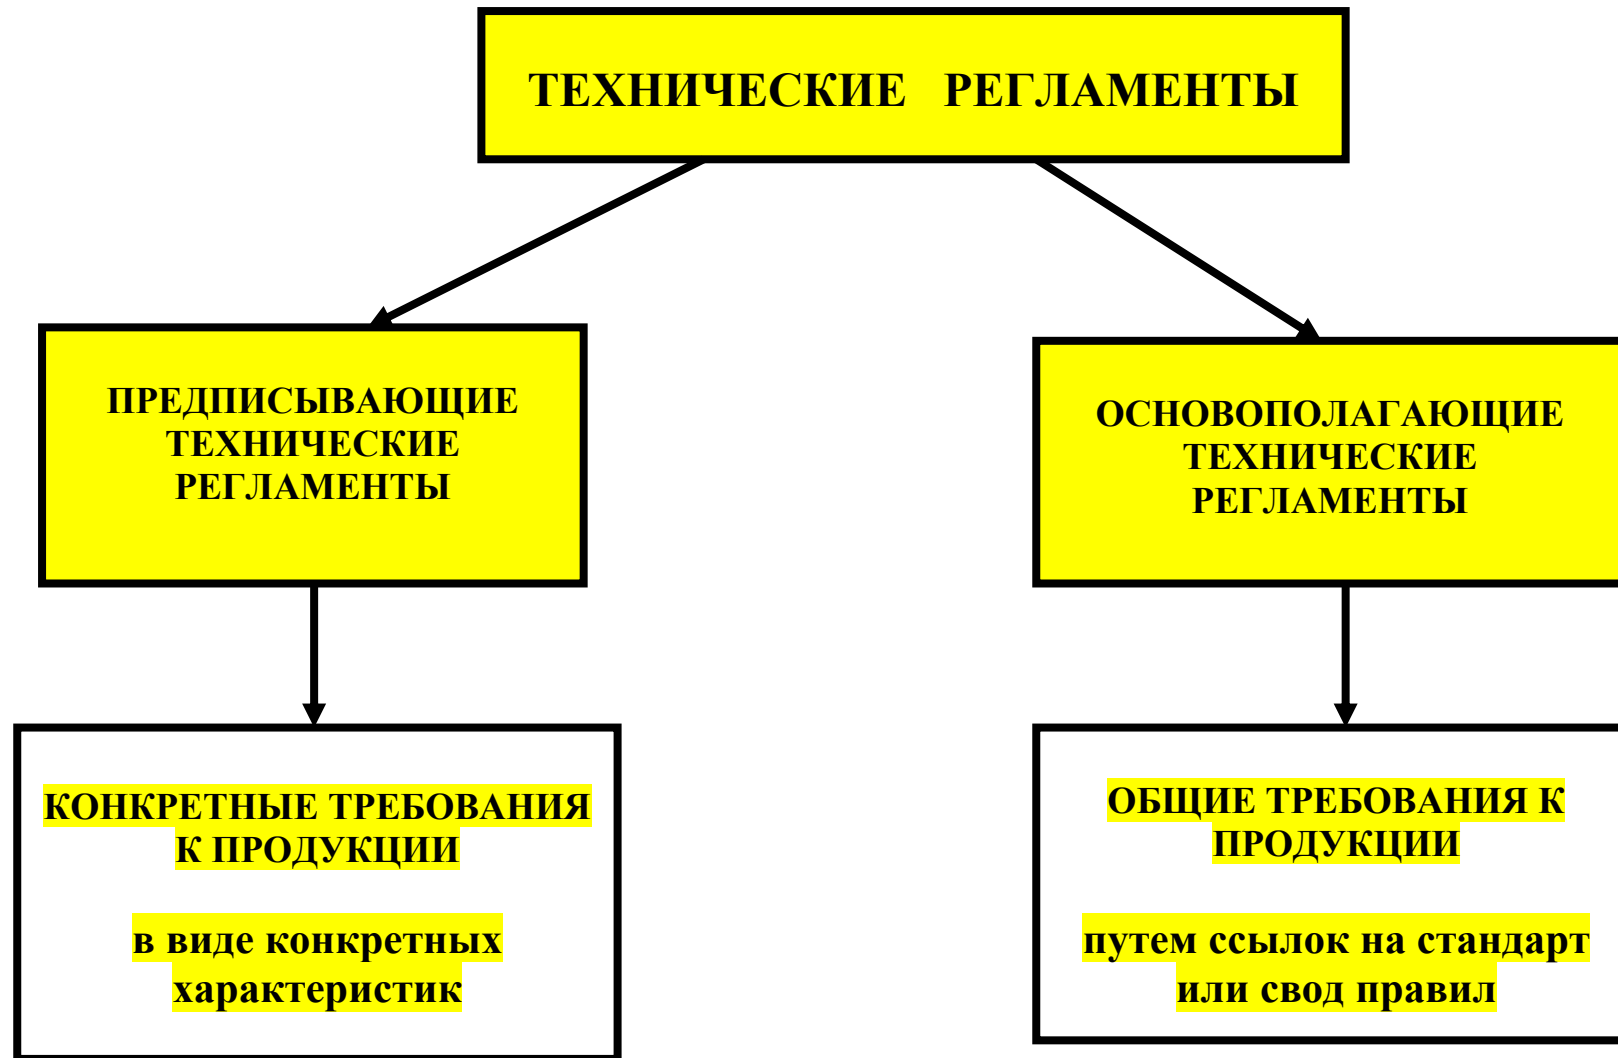 ТЕХНИЧЕСКИЕ РЕГЛАМЕНТЫ
ПРЕДПИСЫВАЮЩИЕ
ТЕХНИЧЕСКИЕ
РЕГЛАМЕНТЫ
ОСНОВОПОЛАГАЮЩИЕ
ТЕХНИЧЕСКИЕ
РЕГЛАМЕНТЫ
КОНКРЕТНЫЕ ТРЕБОВАНИЯ
К ПРОДУКЦИИ
в виде конкретных
характеристик
ОБЩИЕ ТРЕБОВАНИЯ К
ПРОДУКЦИИ
путем ссылок на стандарт
или свод правил